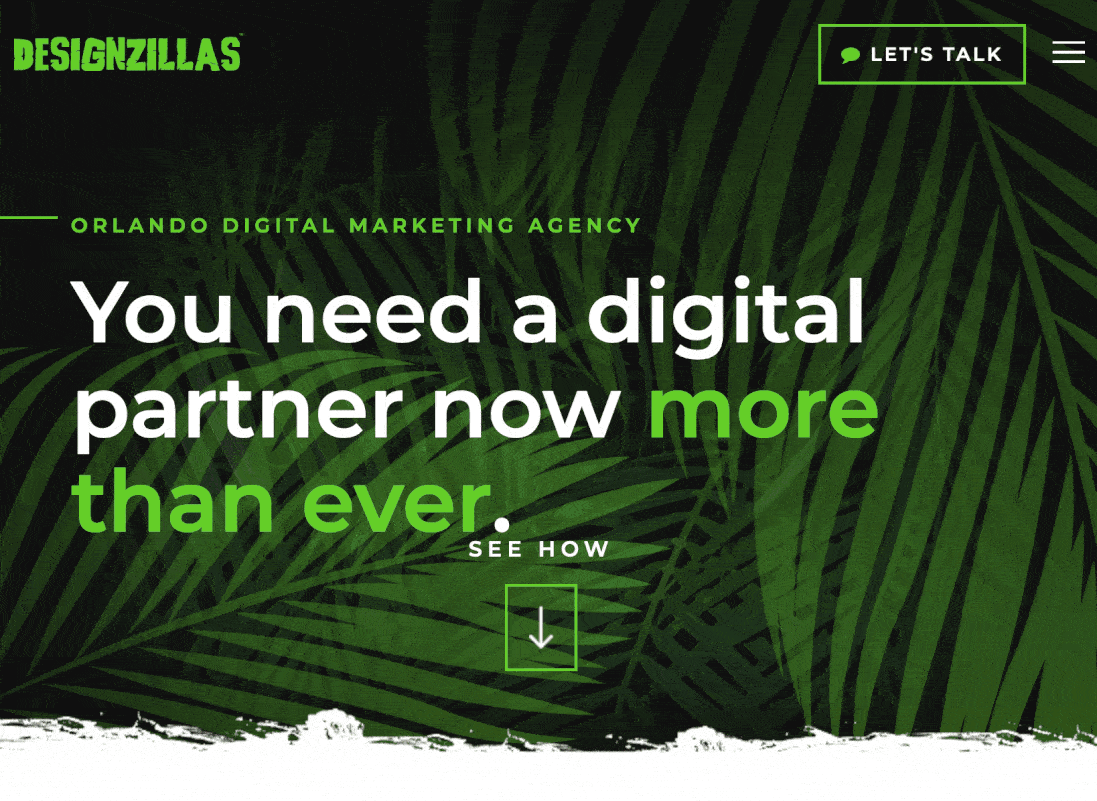 DESIGNZILLAS
LET'S TALK
ORLANDO DIGITAL MARKETING AGENCY
You need a digital
partner now more
than ever.
SEE HOW